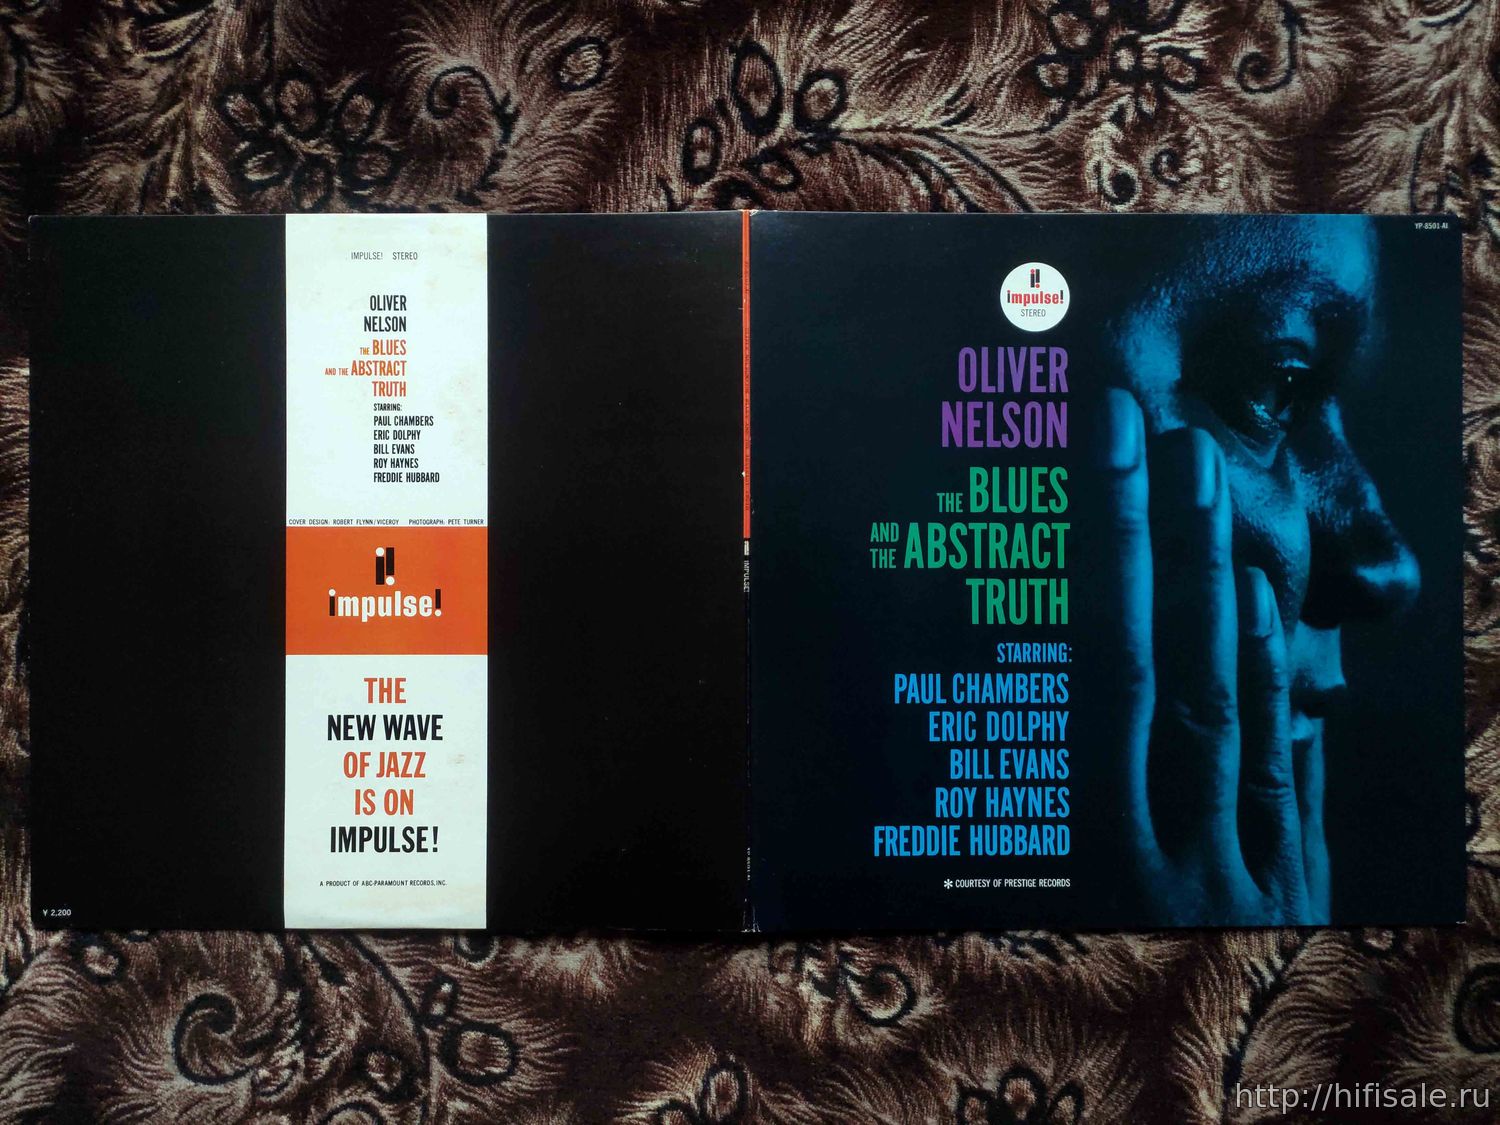 IMPULSE! STEREO
OLIVER
NELSON
THE BLUES
AND THE ABSTRACT
TRUTH
STARRING:
PAUL CHAMBERS
ERIC DOLPHY
BILL EVANS
ROY HAYNES
FREDDIE HUBBARD
COVER DESIGN: ROBERT FLYNN/VICEROY PHOTOGRAPH: PETE TURNER
impulse!
THE
NEW WAVE
OF JAZZ
IS ON
IMPULSE!
A PRODUCT OF ABC-PARAMOUNT RECORDS, INC.
¥ 2,200
IMPULSE!
YP-8501-AI
impulse!
STEREO
OLIVER
NELSON
THE BLUES
AND
THE ABSTRACT
TRUTH
STARRING:
PAUL CHAMBERS
ERIC DOLPHY
BILL EVANS
ROY HAYNES
FREDDIE HUBBARD
* COURTESY OF PRESTIGE RECORDS
http://hifisale.ru